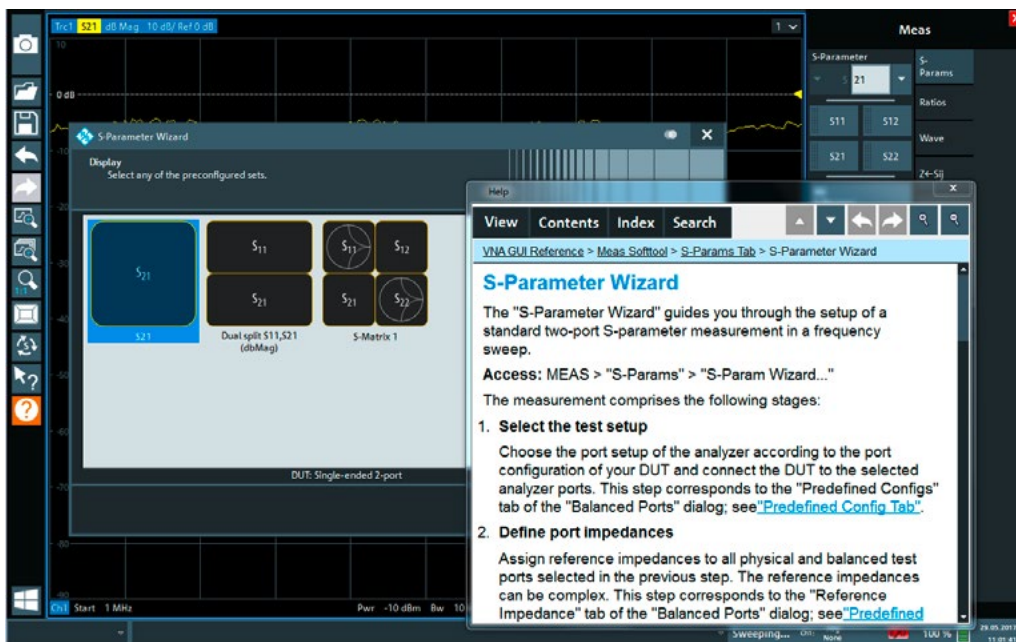 Trc1 S21 dB Mag 10 dB/ Ref 0 dB
1
Meas
10
0 dB
-10
-20
-30
-40
-50
-60
-70
-80
-90
S-Parameter
S 21
S11 S12
S21 S22
S-
Params
Ratios
Wave
Z←Sij
S-Parameter Wizard
Display
Select any of the preconfigured sets.
S21
S21
S11
S21
Dual split S11,S21
(dbMag)
S11 S12
S21 S22
S-Matrix 1
DUT: Single-ended 2-port
1:1
Help
View Contents Index Search
VNA GUI Reference > Meas Softtool > S-Params Tab > S-Parameter Wizard
S-Parameter Wizard
The "S-Parameter Wizard" guides you through the setup of a
standard two-port S-parameter measurement in a frequency
sweep.
Access: MEAS > "S-Params" > "S-Param Wizard..."
The measurement comprises the following stages:
1. Select the test setup
Choose the port setup of the analyzer according to the port
configuration of your DUT and connect the DUT to the selected
analyzer ports. This step corresponds to the "Predefined Configs"
tab of the "Balanced Ports" dialog; see"Predefined Config Tab".
2. Define port impedances
Assign reference impedances to all physical and balanced test
ports selected in the previous step. The reference impedances
can be complex. This step corresponds to the "Reference
Impedance" tab of the "Balanced Ports" dialog; see"Predefined
Ch1 Start 1 MHz Pwr -10 dBm Bw 10
Sweeping... Ch1: None 100 % 29.05.2017
11:01:41